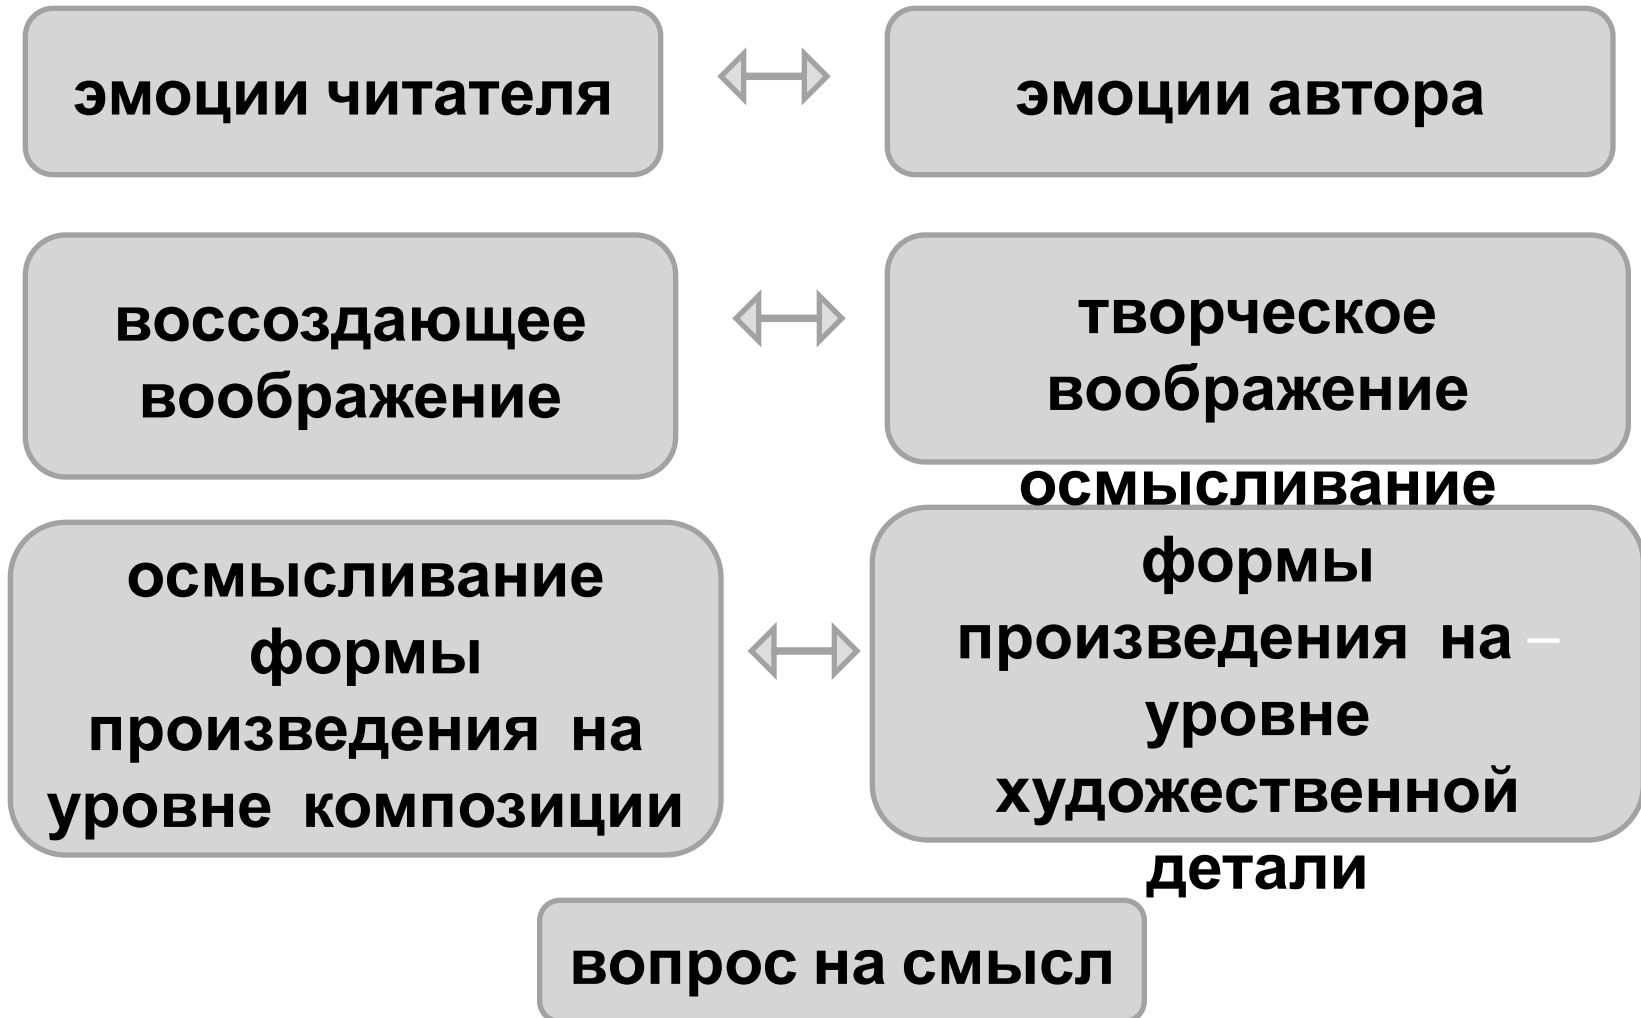 эмоции читателя
эмоции автора
воссоздающее
воображение
творческое
воображение
осмысливание
формы
произведения на
уровне композиции
осмысливание
формы
произведения на –
уровне
художественной
детали
вопрос на смысл